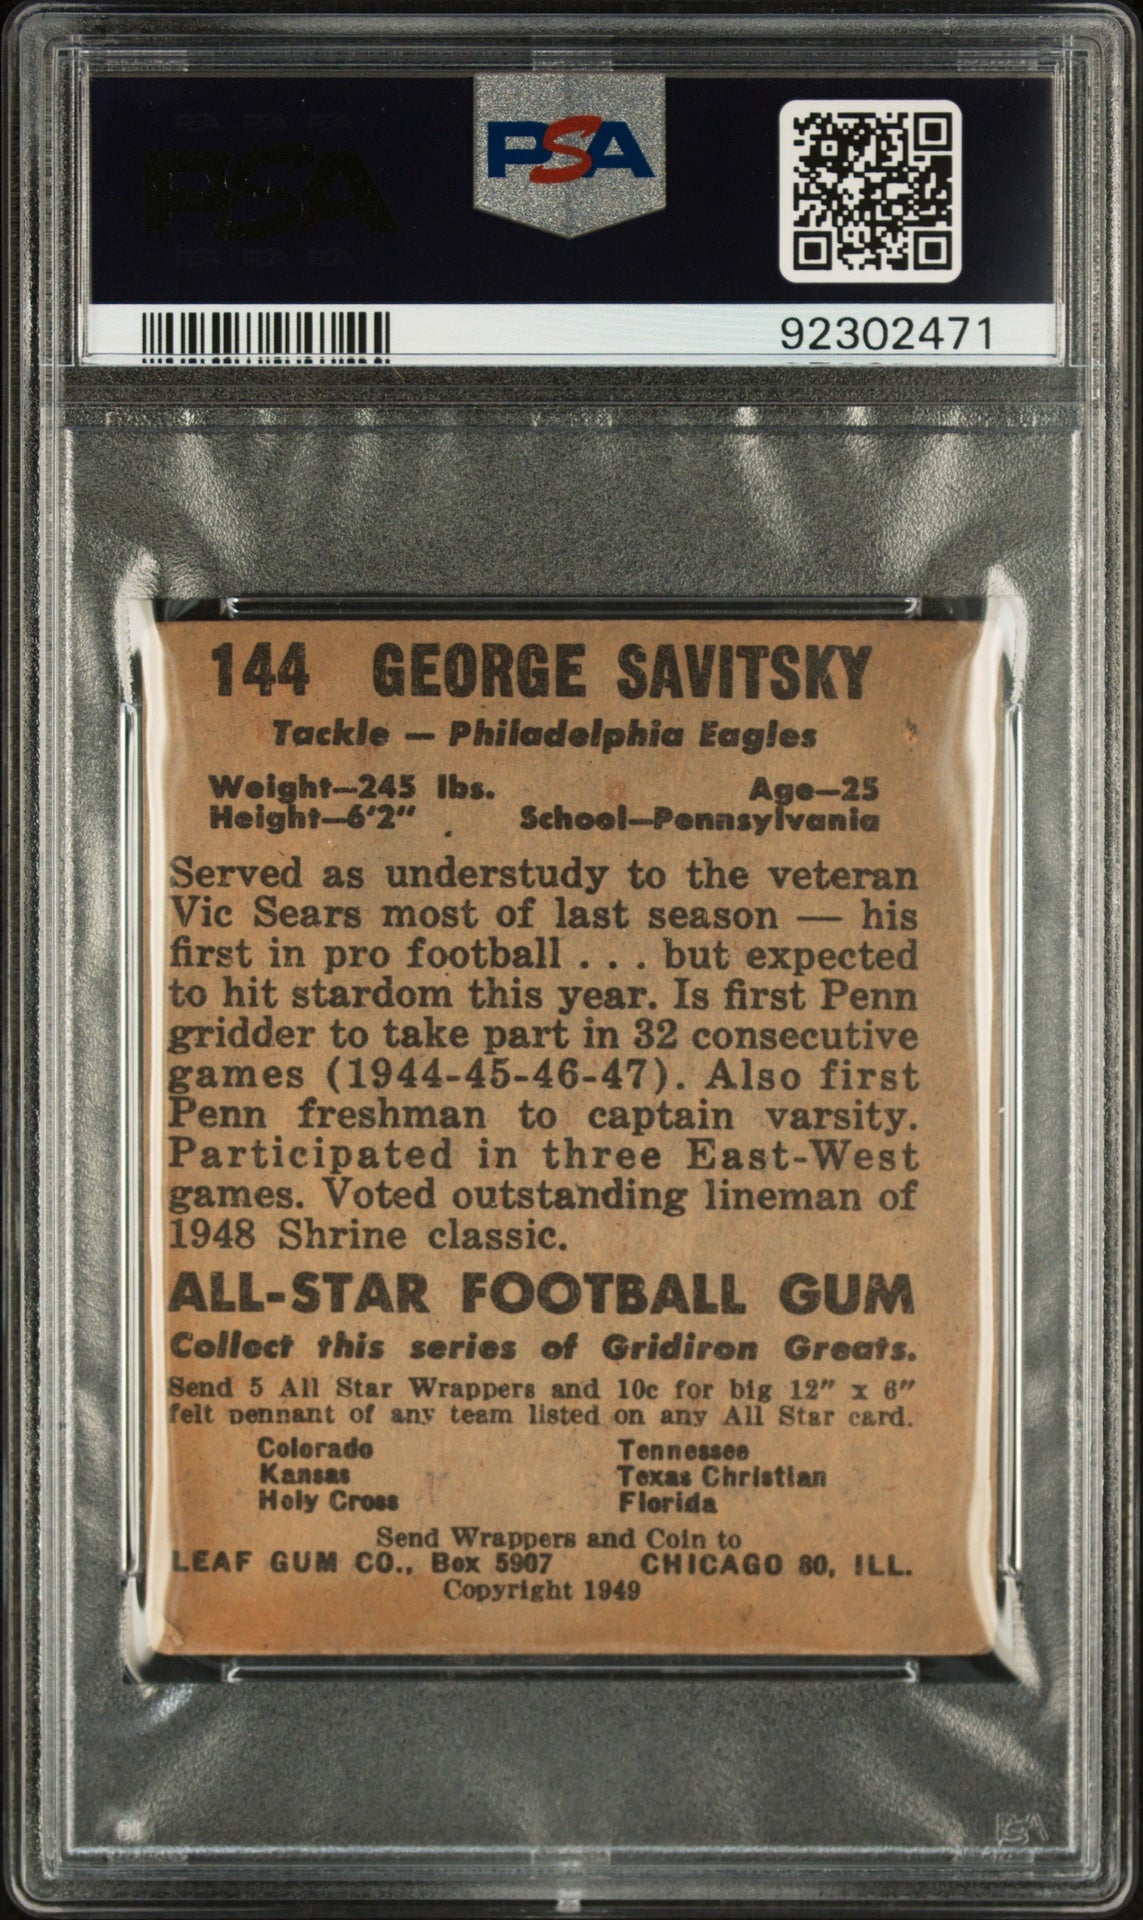 PSA PSA PSA
PSA
PSA PSA PSA
PSA
92302471
144 GEORGE SAVITSKY
Tackle — Philadelphia Eagles
Weight—245 lbs. Age—25
Height—6'2" School—Pennsylvania
Served as understudy to the veteran
Vic Sears most of last season — his
first in pro football . . . but expected
to hit stardom this year. Is first Penn
gridder to take part in 32 consecutive
games (1944-45-46-47). Also first
Penn freshman to captain varsity.
Participated in three East-West
games. Voted outstanding lineman of
1948 Shrine classic.
ALL-STAR FOOTBALL GUM
Collect this series of Gridiron Greats.
Send 5 All Star Wrappers and 10c for big 12" x 6"
felt pennant of any team listed on any All Star card.
Colorado Tennessee
Kansas Texas Christian
Holy Cross Florida
Send Wrappers and Coin to
LEAF GUM CO., Box 5907 CHICAGO 80, ILL.
Copyright 1949
PSA